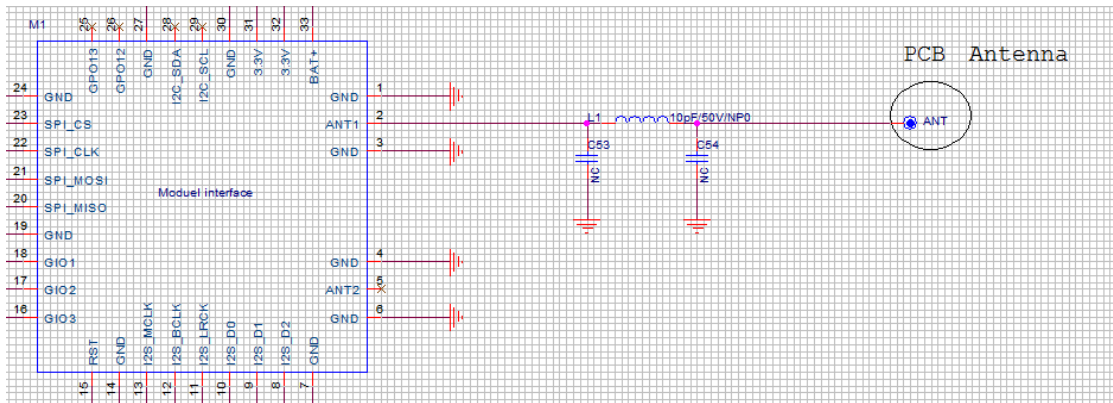 M1
25
26
27
28
29
30
31
32
33
GPO13
GPO12
GND
I2C_SDA
I2C_SCL
GND
3.3V
3.3V
BAT+
PCB Antenna
24 GND
23 SPI_CS
22 SPI_CLK
21 SPI_MOSI
20 SPI_MISO
19 GND
18 GIO1
17 GIO2
16 GIO3
Moduel interface
GND 1
ANT1 2
GND 3
GND 4
ANT2 5
GND 6
L1 10pF/50V/NP0
C53
NC
C54
NC
ANT
RST
GND
I2S_MCLK
I2S_BCLK
I2S_LRCK
I2S_D0
I2S_D1
I2S_D2
GND
15
14
13
12
11
10
9
8
7